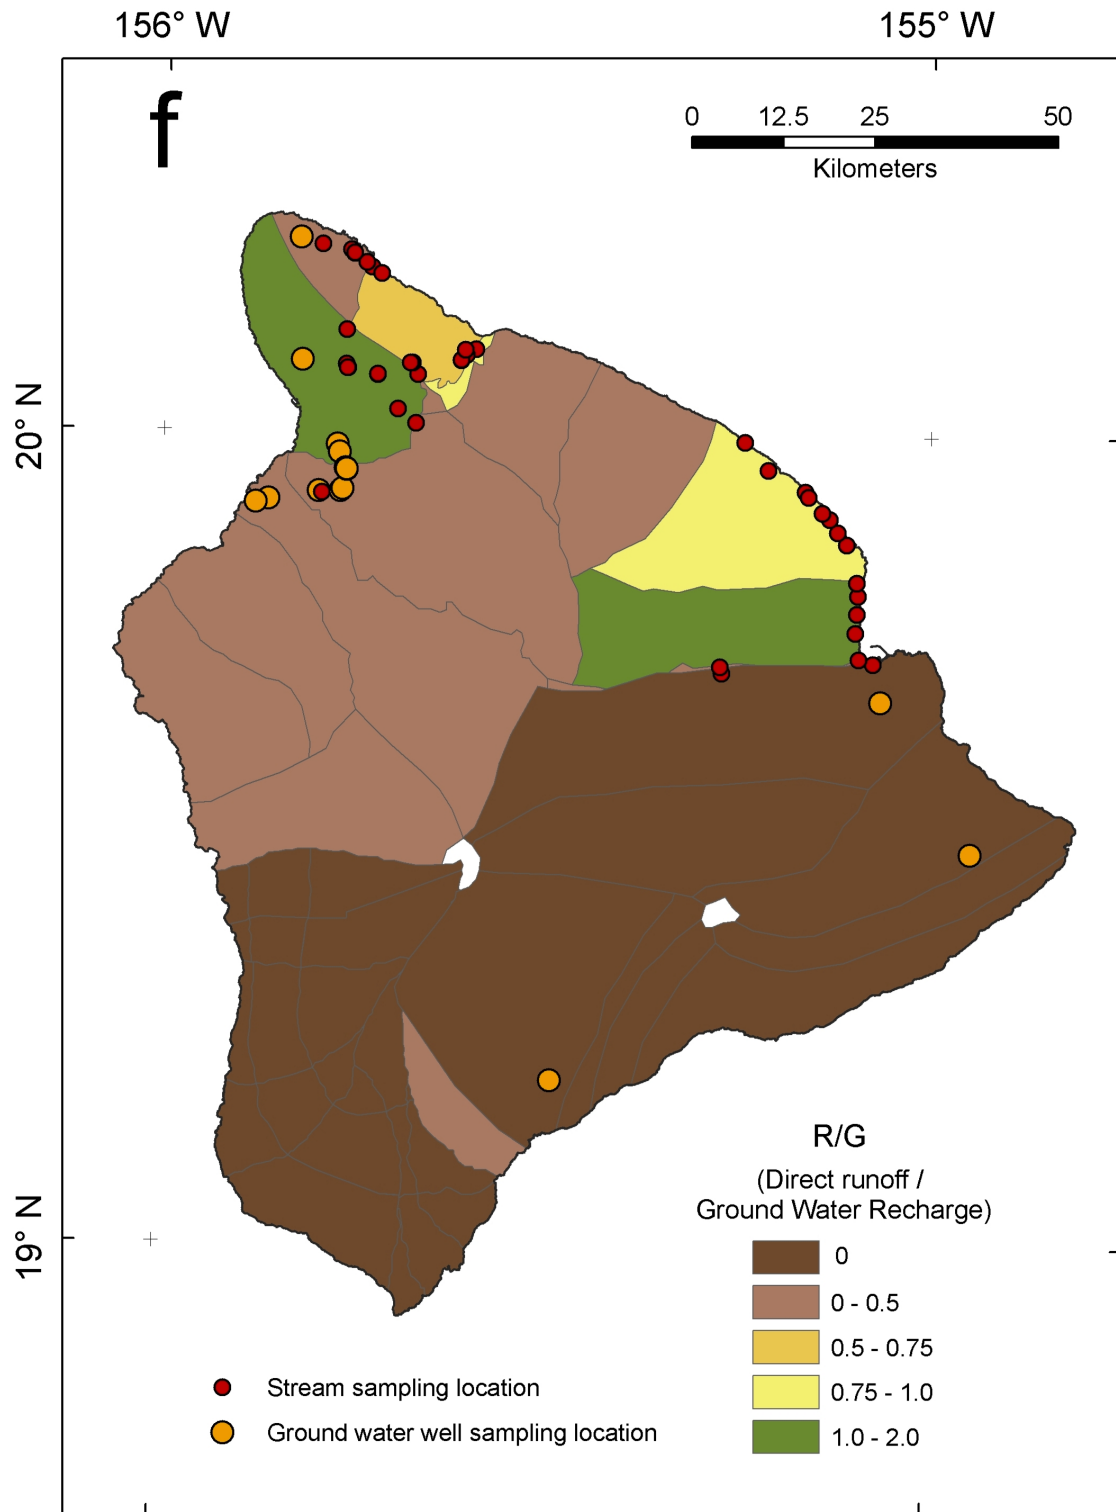 156° W
155° W
f
0 12.5 25 50
Kilometers
20° N
19° N
R/G
(Direct runoff /
Ground Water Recharge)
0
0 - 0.5
0.5 - 0.75
0.75 - 1.0
1.0 - 2.0
Stream sampling location
Ground water well sampling location